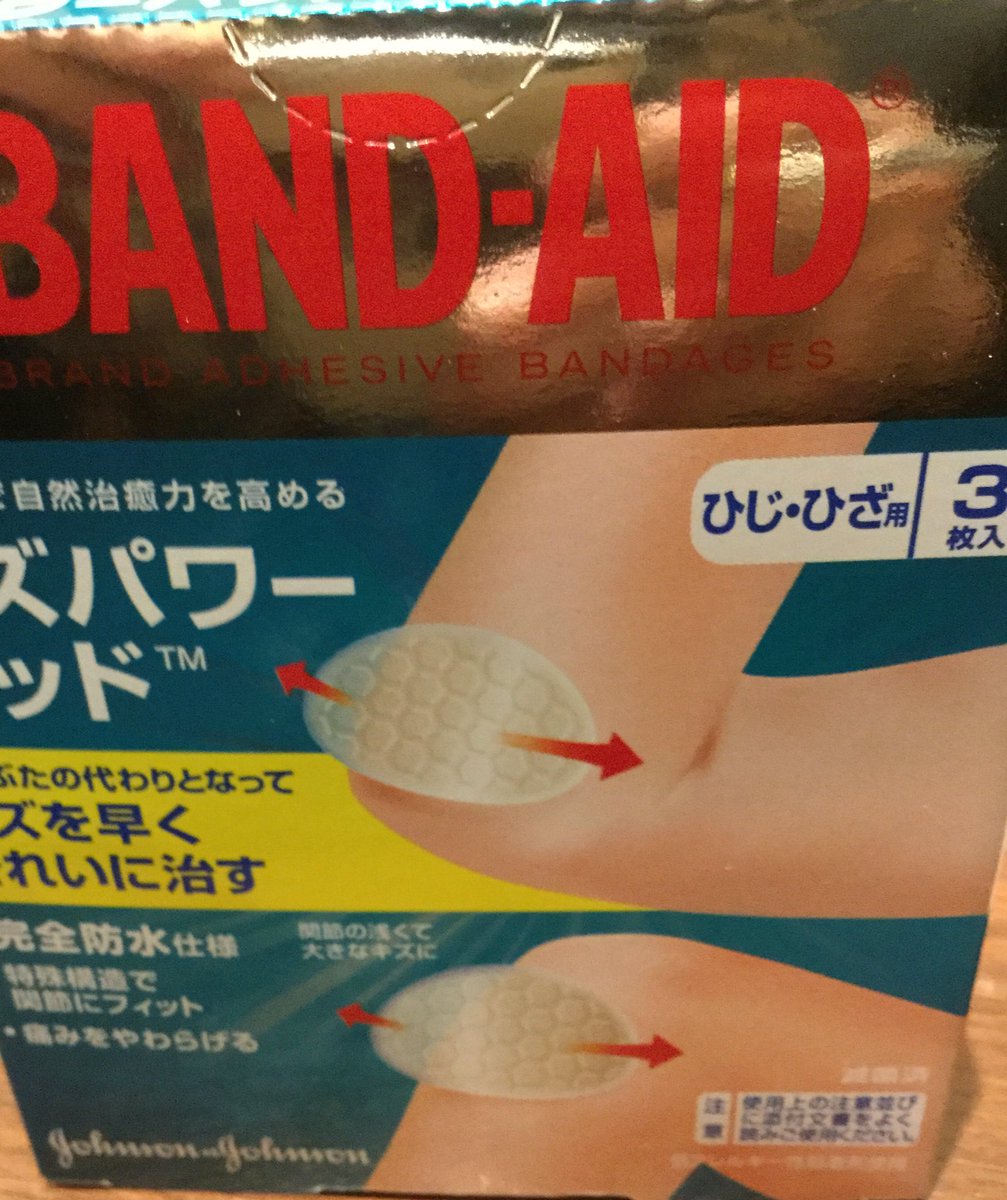 BAND-AID®
BRAND ADHESIVE BANDAGES
自然治癒力を高める
ひじ・ひざ用
3
枚入
ズパワー
ッド™
ぶたの代わりとなって
ズを早く
れいに治す
完全防水仕様
特殊構造で
関節にフィット
・痛みをやわらげる
関節の浅くて
大きなキズに
滅菌済
注意
使用上の注意並び
に添付文書をよく
読みご使用ください。
Johnson & Johnson